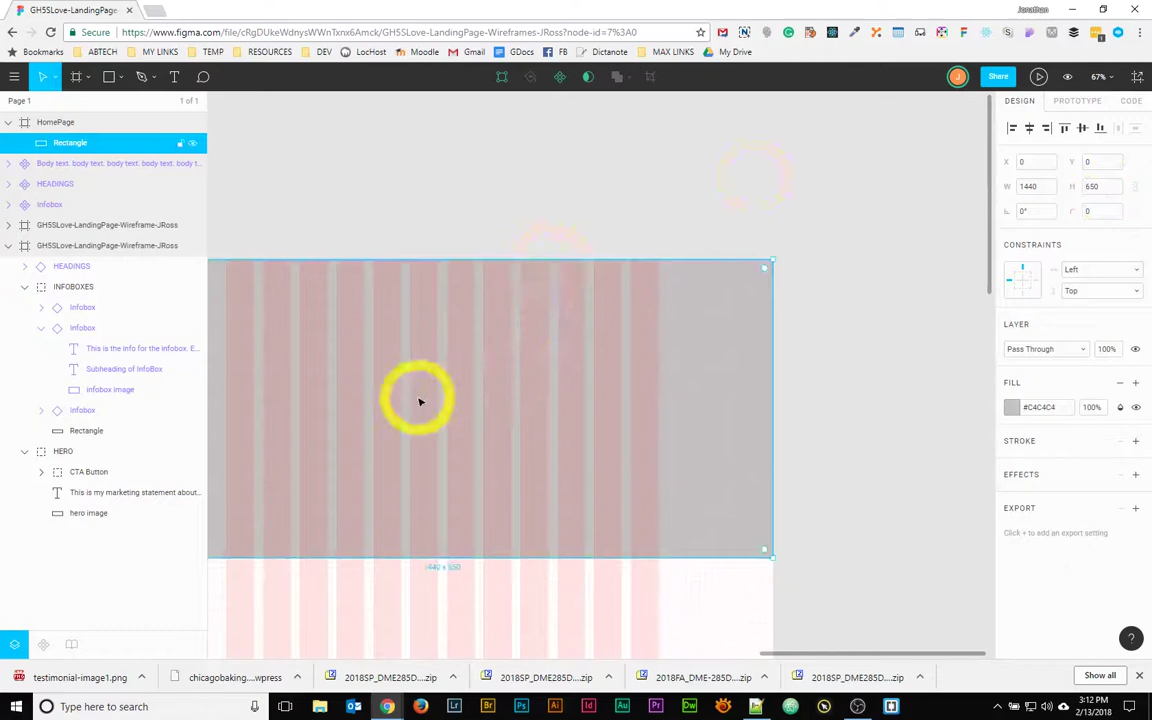 GH5SLove-LandingPage-W
Jonathan
Secure
https://www.figma.com/file/cRgDUkeWdnysWWnTxnx6Amck/GH5SLove-LandingPage-Wireframes-JRoss?node-id=7%3A0
Bookmarks ABTECH MY LINKS TEMP RESOURCES DEV LocHost Moodle Gmail GDocs FB Dictanote MAX LINKS My Drive
J Share 67%
Page 1 1 of 1 DESIGN PROTOTYPE CODE
HomePage
Rectangle
Body text. body text. body text. body text. body t...
HEADINGS
Infobox
GH5SLove-LandingPage-Wireframe-JRoss
GH5SLove-LandingPage-Wireframe-JRoss
HEADINGS
INFOBOXES
Infobox
Infobox
This is the info for the infobox. E...
Subheading of InfoBox
infobox image
Infobox
Rectangle
HERO
CTA Button
This is my marketing statement about...
hero image
1440 x 650
X 0 Y 0
W 1440 H 650
0° 0
CONSTRAINTS
Left
Top
LAYER
Pass Through 100%
FILL
#C4C4C4 100%
STROKE
EFFECTS
EXPORT
Click + to add an export setting
?
testimonial-image1.png chicagobaking....wpress 2018SP_DME285D....zip 2018SP_DME285D....zip 2018FA_DME-285D....zip 2018SP_DME285D....zip Show all
Type here to search
3:12 PM
2/13/2018